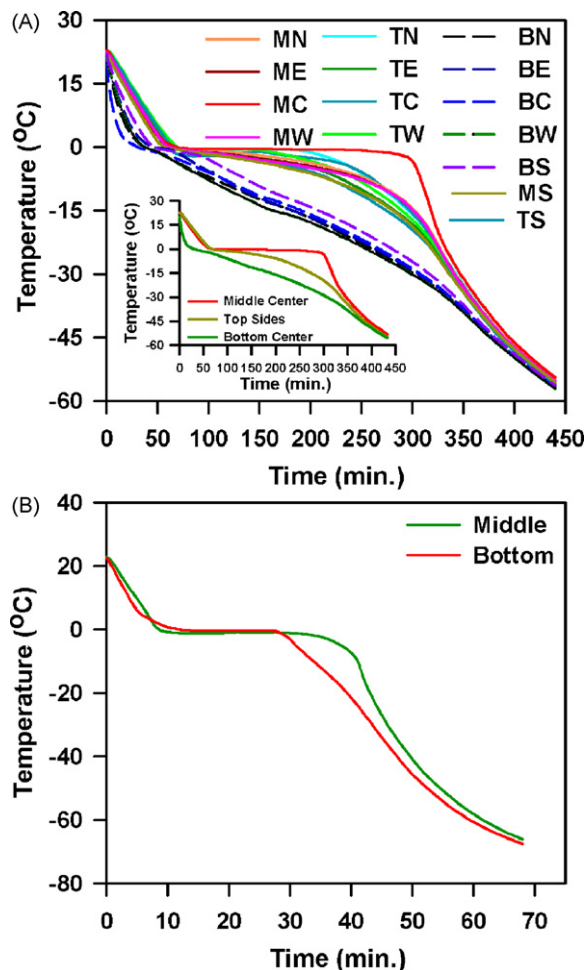 (A)
30
15
0
-15
-30
-45
-60
Temperature (°C)
MN
ME
MC
MW
TN
TE
TC
TW
BN
BE
BC
BW
BS
MS
TS
30
15
0
-15
-30
-45
-60
Temperature (°C)
Middle Center
Top Sides
Bottom Center
0 50 100 150 200 250 300 350 400 450
Time (min.)
0 50 100 150 200 250 300 350 400 450
Time (min.)
(B)
40
20
0
-20
-40
-60
-80
Temperature (°C)
Middle
Bottom
0 10 20 30 40 50 60 70
Time (min.)